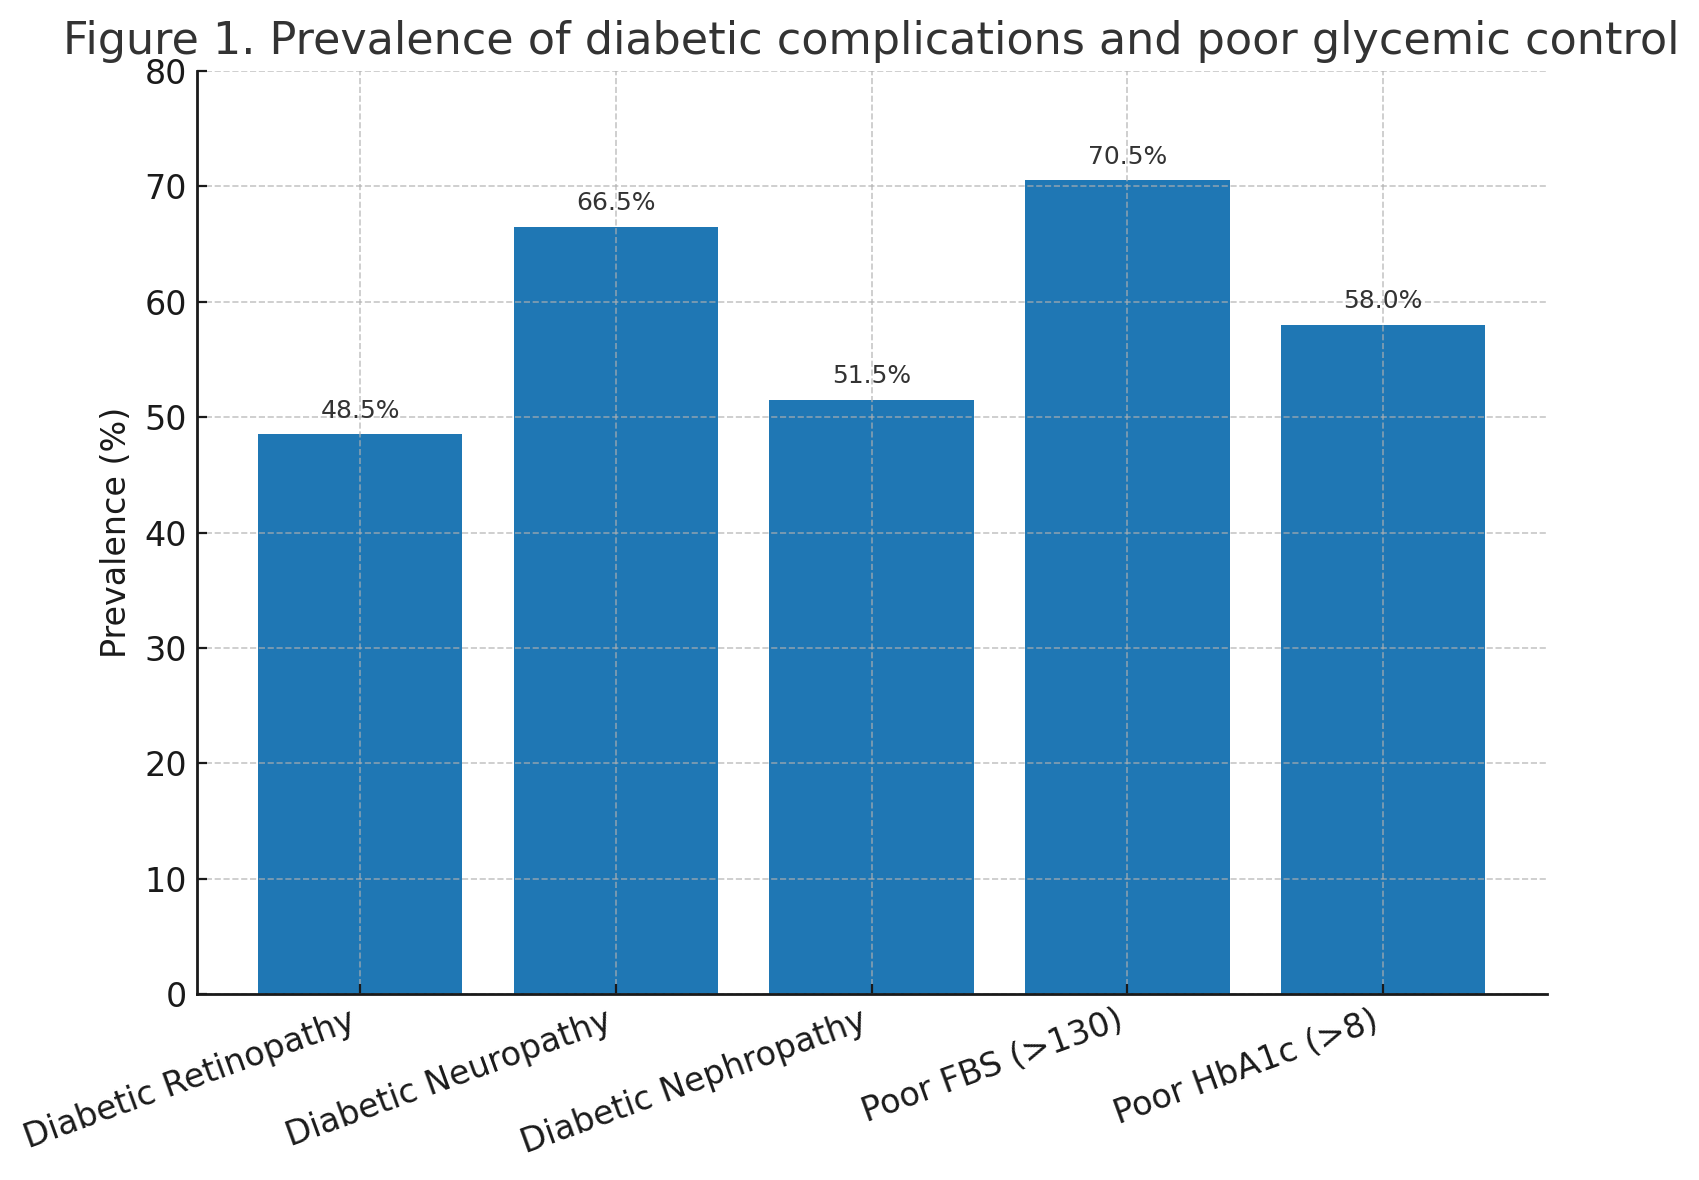 Figure 1. Prevalence of diabetic complications and poor glycemic control
Prevalence (%)
80
70
60
50
40
30
20
10
0
48.5%
66.5%
51.5%
70.5%
58.0%
Diabetic Retinopathy
Diabetic Neuropathy
Diabetic Nephropathy
Poor FBS (>130)
Poor HbA1c (>8)